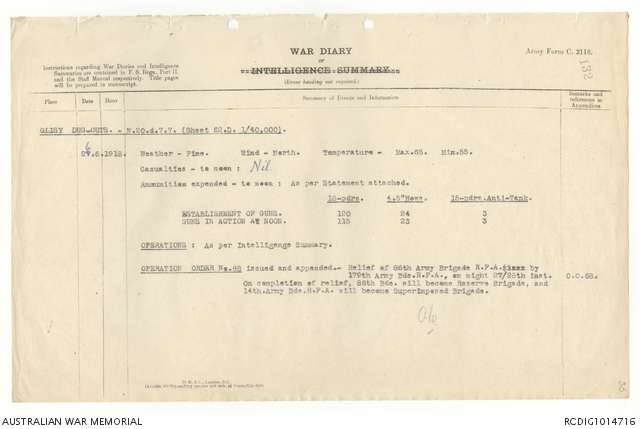 WAR DIARY
or
INTELLIGENCE SUMMARY.
(Erase heading not required).
Army Form C. 2118.
132
Instructions regarding War Diaries and Intelligence
Summaries are contained in F. S. Regs., Part II.
and the Staff Manual respectively. Title pages
will be prepared in manuscript.
Place Date Hour Summary of Events and Information Remarks and
references to
Appendices
DUG-OUTS. - N.20.d.7.7. (Sheet 62.D. 1/40,000).
6
.6.1918. Weather - Fine. Wind - North. Temperature - Max.65. Min.55.
Casualties - to noon : Nil.
Ammunition expended - to noon : As per Statement attached.
18-pdrs. 4.5"Hows. 18-pdrs.Anti-Tank.
ESTABLISHMENT OF GUNS. 120 24 3
GUNS IN ACTION AT NOON. 115 23 3
OPERATIONS : As per Intelligence Summary.
OPERATION ORDER No. issued and appended.- Relief of 86th Army Brigade R.F.A. by
179th Army Bde.R.F.A., on night 27/28th inst. O.O.68.
On completion of relief, Bde. will become Reserve Brigade, and
14th.Army Bde.R.F.A. will become Superimposed Brigade.
AUSTRALIAN WAR MEMORIAL
RCDIG1014716